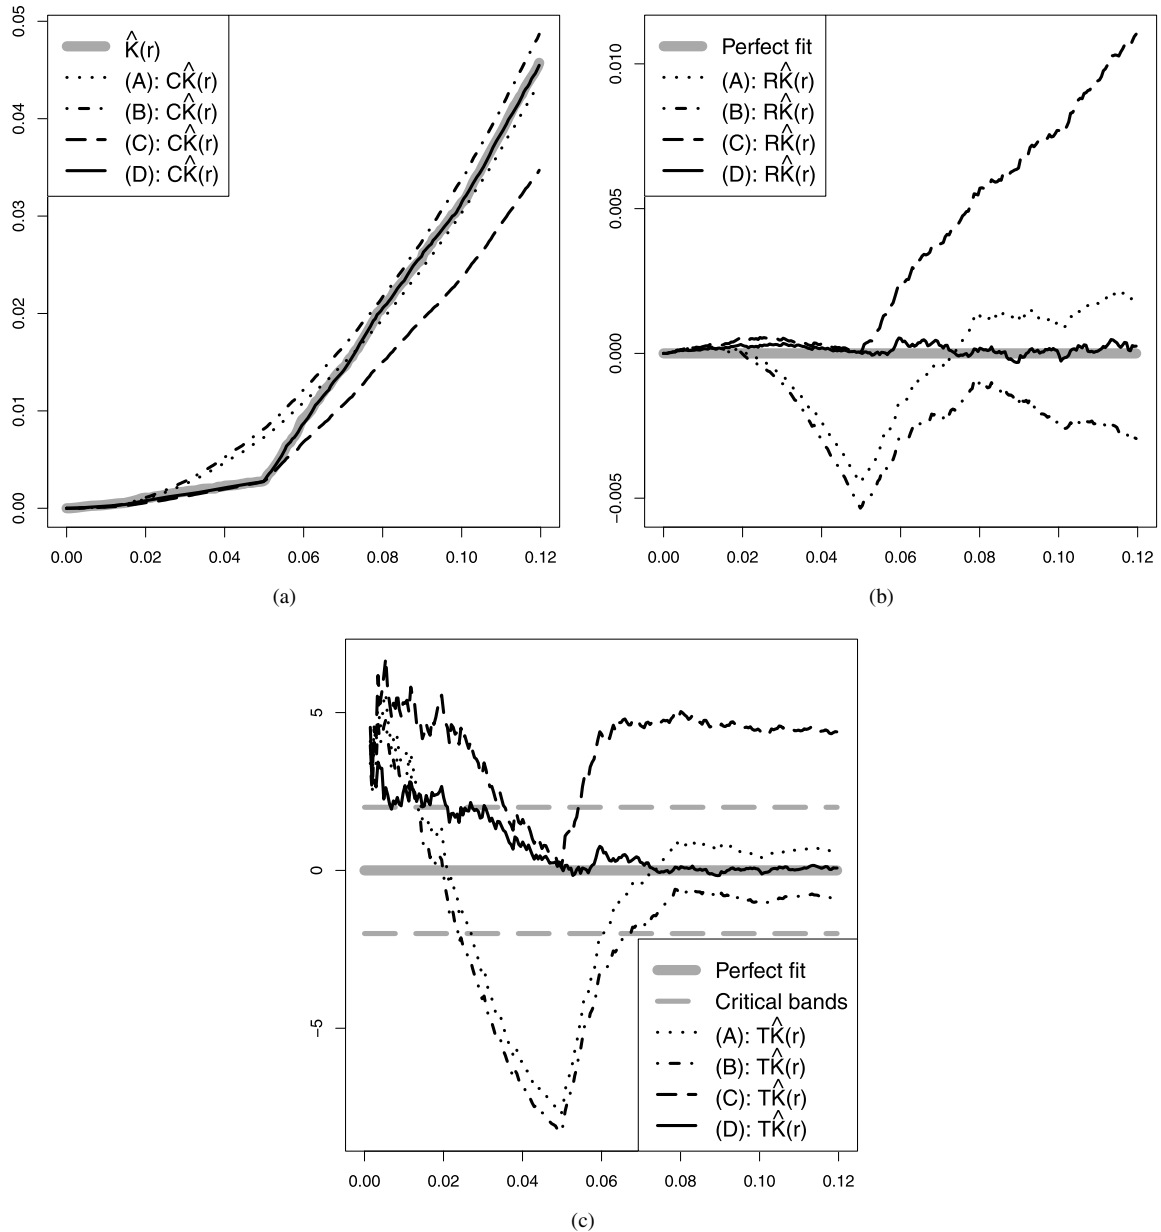 0.05
0.04
0.03
0.02
0.01
0.00
K̂(r)
(A): CK̂(r)
(B): CK̂(r)
(C): CK̂(r)
(D): CK̂(r)
0.00 0.02 0.04 0.06 0.08 0.10 0.12
(a)
0.010
0.005
0.000
−0.005
Perfect fit
(A): RK̂(r)
(B): RK̂(r)
(C): RK̂(r)
(D): RK̂(r)
0.00 0.02 0.04 0.06 0.08 0.10 0.12
(b)
5
0
−5
Perfect fit
Critical bands
(A): TK̂(r)
(B): TK̂(r)
(C): TK̂(r)
(D): TK̂(r)
0.00 0.02 0.04 0.06 0.08 0.10 0.12
(c)